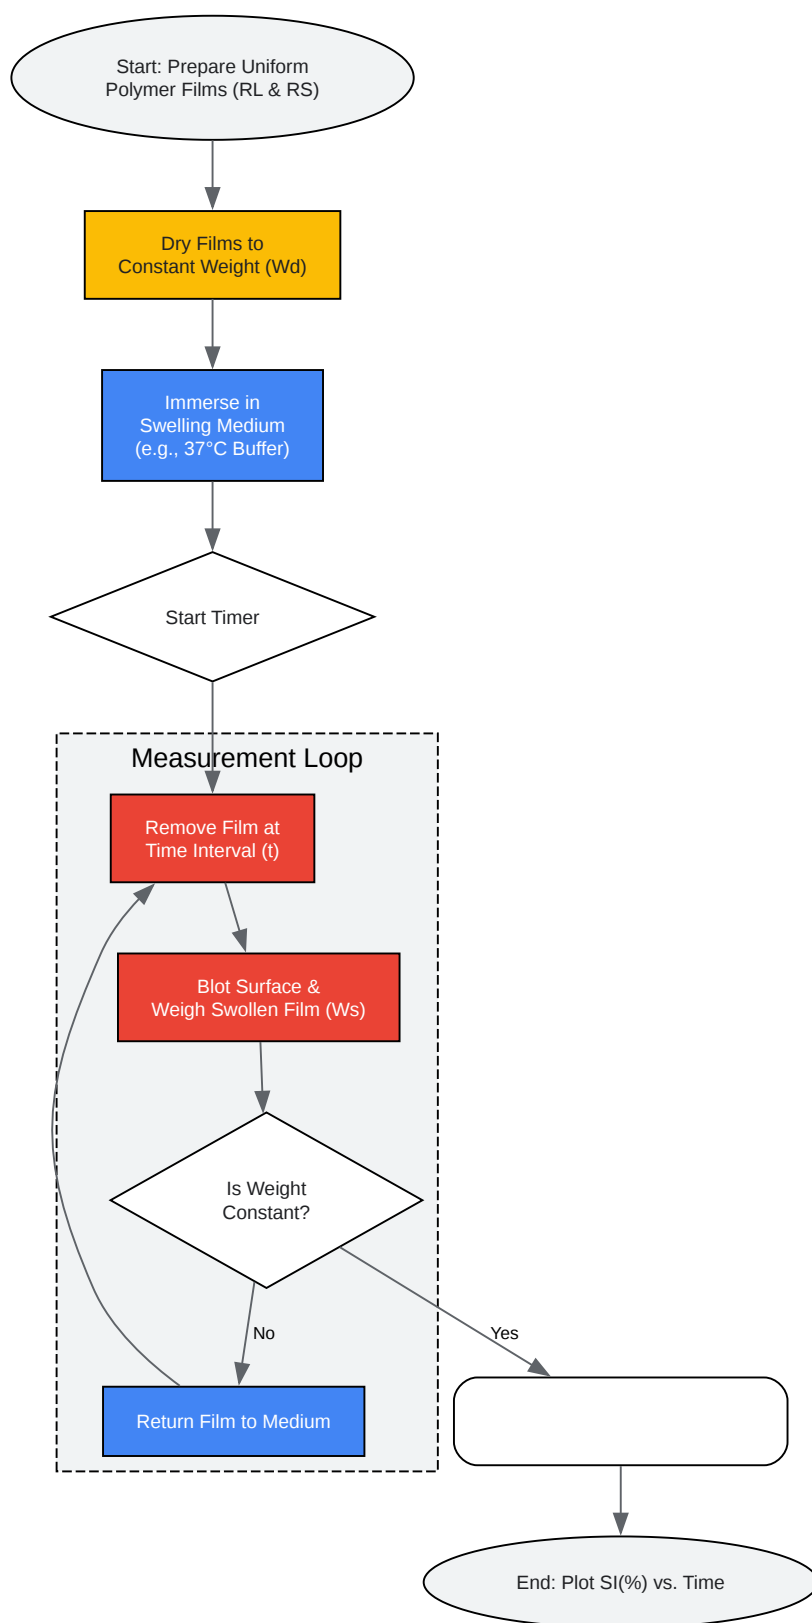 Start: Prepare Uniform
Polymer Films (RL & RS)
Dry Films to
Constant Weight (Wd)
Immerse in
Swelling Medium
(e.g., 37°C Buffer)
Start Timer
Measurement Loop
Remove Film at
Time Interval (t)
Blot Surface &
Weigh Swollen Film (Ws)
Is Weight
Constant?
No
Yes
Return Film to Medium
End: Plot SI(%) vs. Time